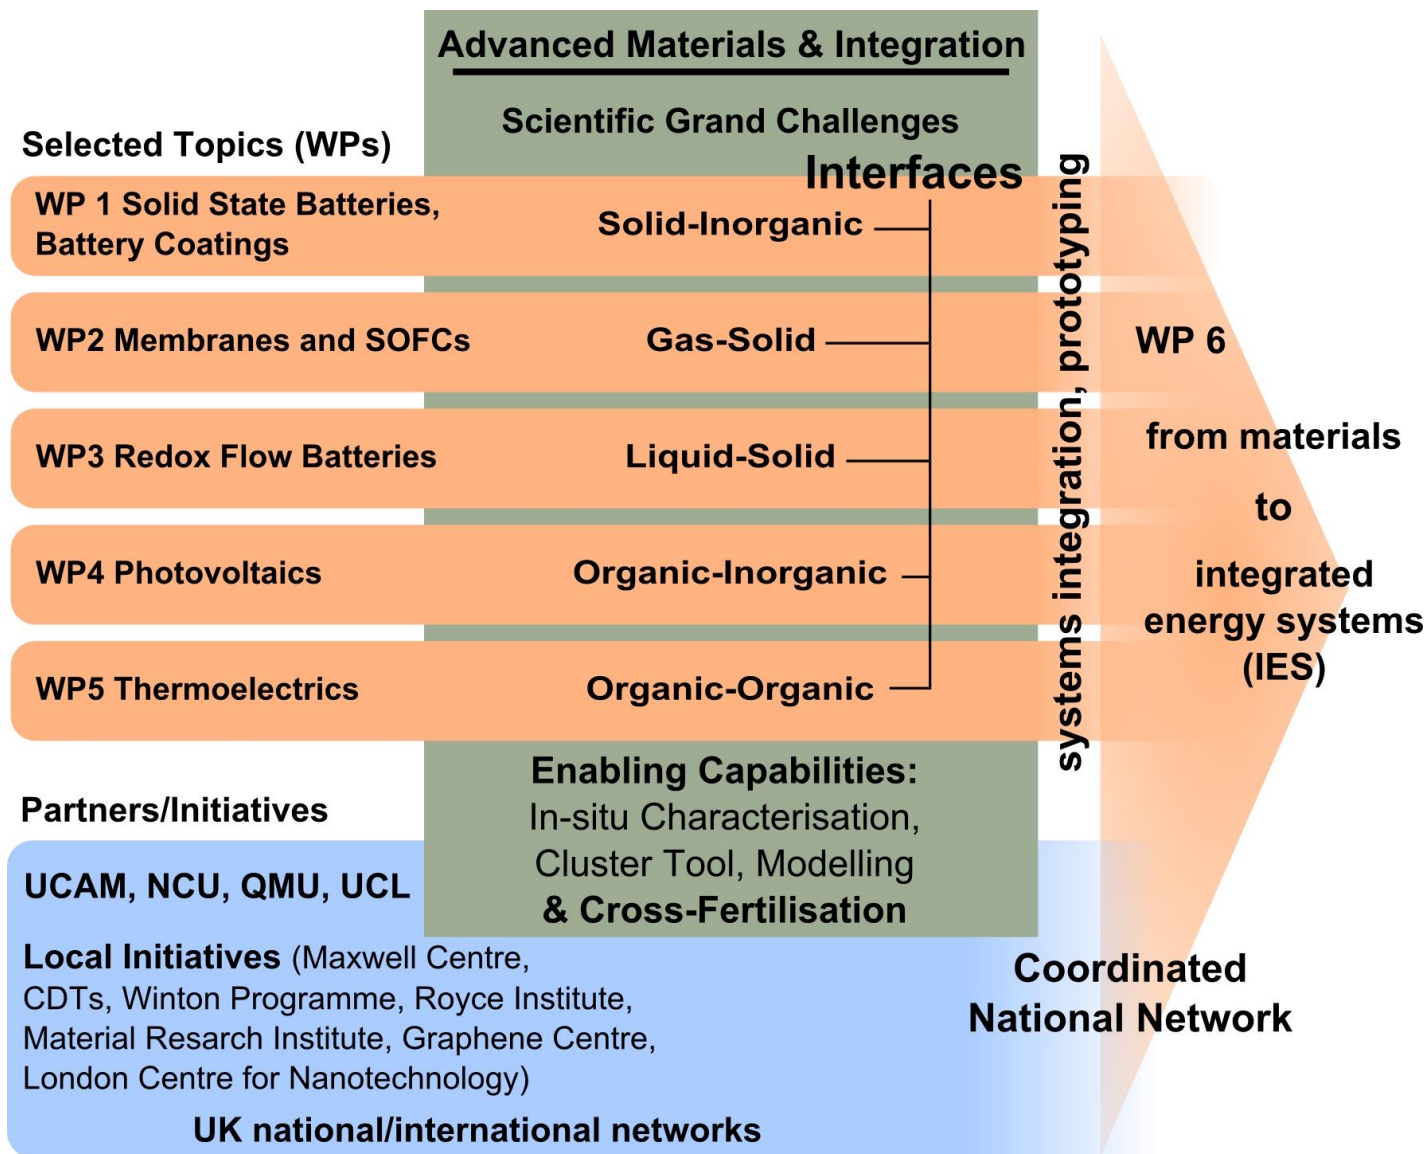 Advanced Materials & Integration
Scientific Grand Challenges
Interfaces
Selected Topics (WPs)
WP 1 Solid State Batteries,
Battery Coatings
Solid-Inorganic
WP2 Membranes and SOFCs
Gas-Solid
WP3 Redox Flow Batteries
Liquid-Solid
WP4 Photovoltaics
Organic-Inorganic
WP5 Thermoelectrics
Organic-Organic
systems integration, prototyping
WP 6
from materials
to
integrated
energy systems
(IES)
Enabling Capabilities:
In-situ Characterisation,
Cluster Tool, Modelling
& Cross-Fertilisation
Partners/Initiatives
UCAM, NCU, QMU, UCL
Local Initiatives (Maxwell Centre,
CDTs, Winton Programme, Royce Institute,
Material Resarch Institute, Graphene Centre,
London Centre for Nanotechnology)
UK national/international networks
Coordinated
National Network